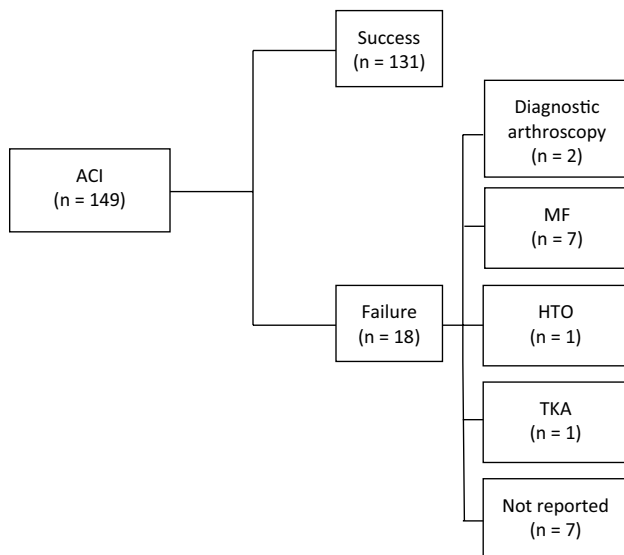 ACI
(n = 149)
Success
(n = 131)
Failure
(n = 18)
Diagnostic
arthroscopy
(n = 2)
MF
(n = 7)
HTO
(n = 1)
TKA
(n = 1)
Not reported
(n = 7)